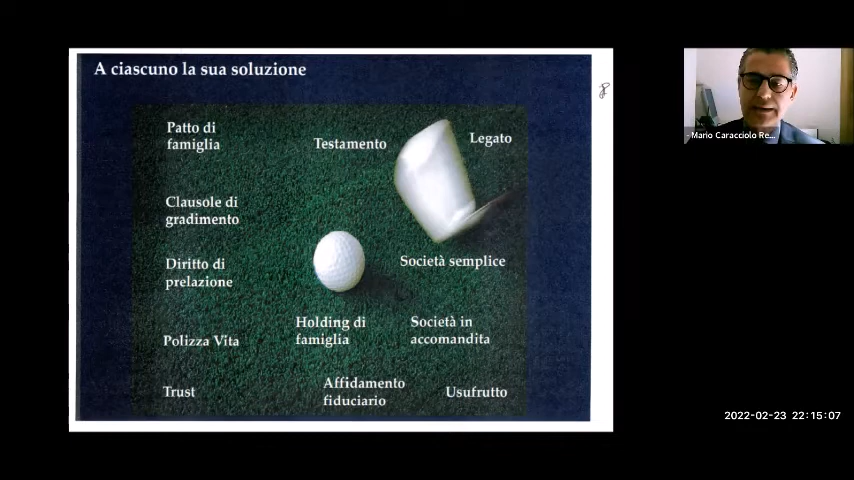 A ciascuno la sua soluzione
8
Patto di
famiglia
Testamento
Legato
Clausole di
gradimento
Diritto di
prelazione
Società semplice
Polizza Vita
Holding di
famiglia
Società in
accomandita
Trust
Affidamento
fiduciario
Usufrutto
- Mario Caracciolo Re...
2022-02-23 22:15:07